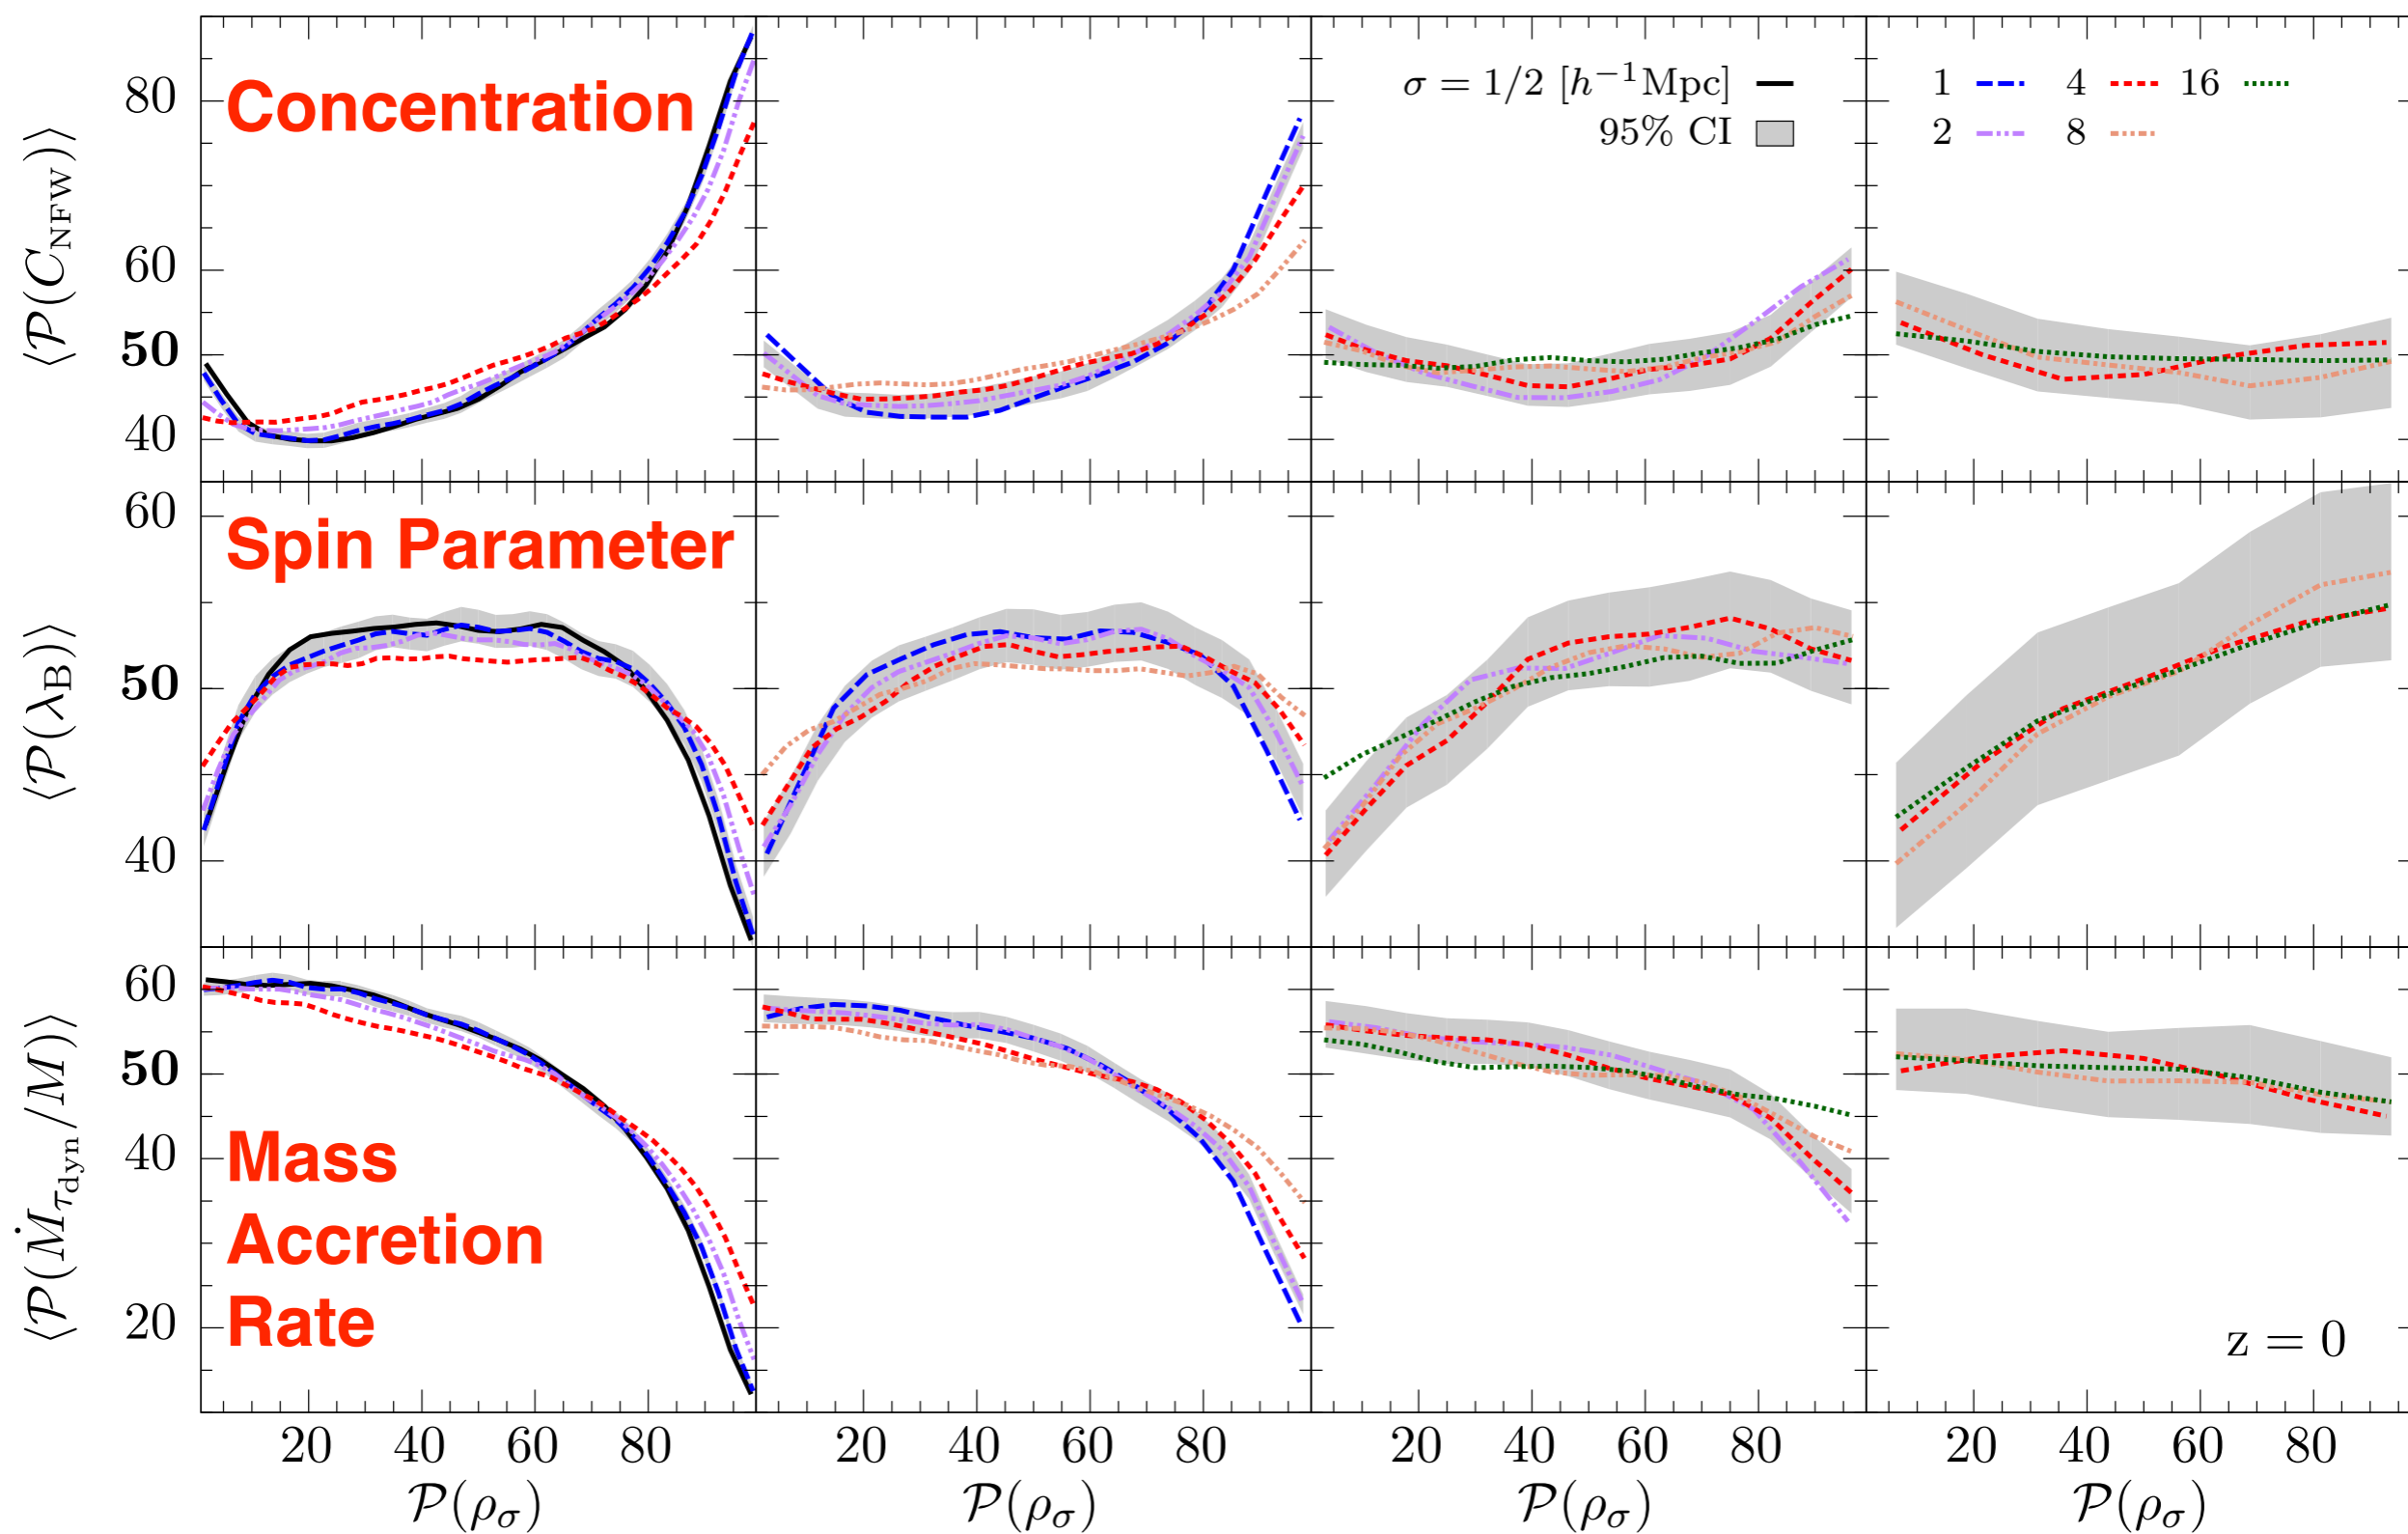 ⟨𝒫(C_NFW)⟩
80
60
50
40
Concentration
σ = 1/2 [h⁻¹Mpc]
95% CI
1 4 16
2 8
⟨𝒫(λ_B)⟩
60
50
40
Spin Parameter
⟨𝒫(Ṁ_τ_dyn/M)⟩
60
50
40
20
Mass
Accretion
Rate
z = 0
20 40 60 80 20 40 60 80 20 40 60 80 20 40 60 80
𝒫(ρ_σ) 𝒫(ρ_σ) 𝒫(ρ_σ) 𝒫(ρ_σ)